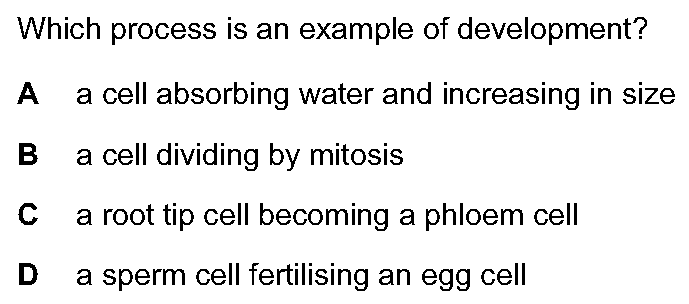 Which process is an example of development?
A a cell absorbing water and increasing in size
B a cell dividing by mitosis
C a root tip cell becoming a phloem cell
D a sperm cell fertilising an egg cell